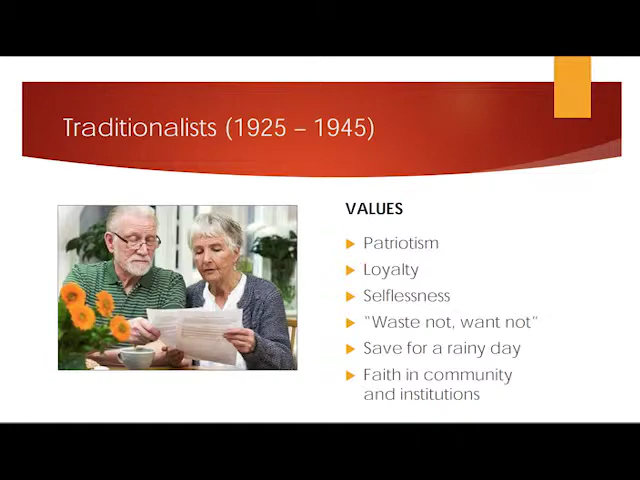 Traditionalists (1925 – 1945)
VALUES
Patriotism
Loyalty
Selflessness
"Waste not, want not"
Save for a rainy day
Faith in community
and institutions